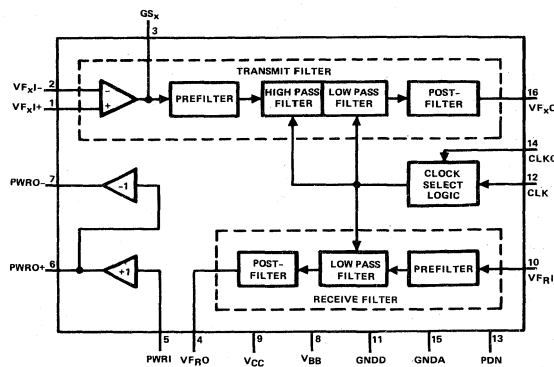 GSx
3
TRANSMIT FILTER
VFxI- 2
VFxI+ 1
-
+
PREFILTER
HIGH PASS FILTER
LOW PASS FILTER
POST-FILTER
16
VFxO
14
CLKO
CLOCK SELECT LOGIC
12
CLK
PWRO- 7
-1
PWRO+ 6
+1
POST-FILTER
LOW PASS FILTER
PREFILTER
10
VFRI
RECEIVE FILTER
5 4 9 8 11 15 13
PWRI VFRO VCC VBB GNDD GNDA PDN